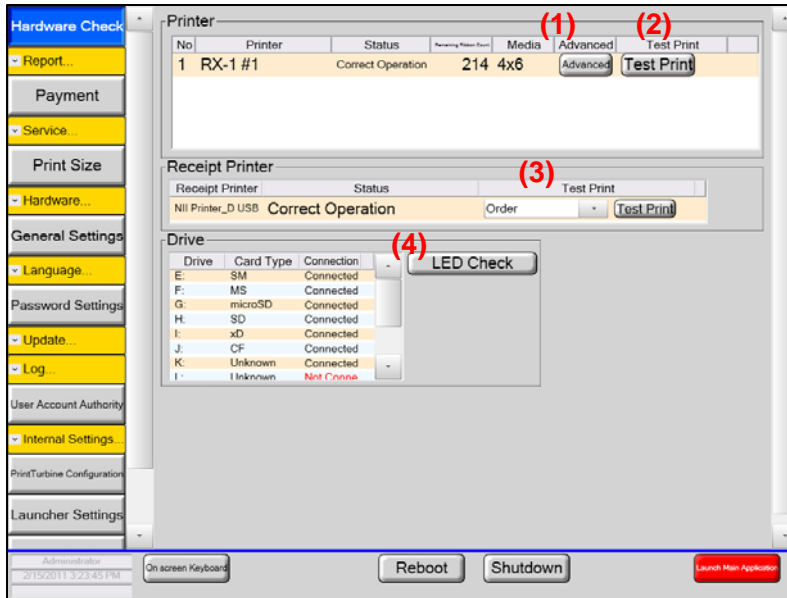 Hardware Check
Report...
Payment
Service...
Print Size
Hardware...
General Settings
Language...
Password Settings
Update...
Log...
User Account Authority
Internal Settings...
PrintTurbine Configuration
Launcher Settings
Printer
(1) (2)
No Printer Status Remaining Ribbon Count Media Advanced Test Print
1 RX-1 #1 Correct Operation 214 4x6 Advanced Test Print
Receipt Printer
(3)
Receipt Printer Status Test Print
NII Printer_D USB Correct Operation Order Test Print
Drive
(4)
LED Check
Drive Card Type Connection
E: SM Connected
F: MS Connected
G: microSD Connected
H: SD Connected
I: xD Connected
J: CF Connected
K: Unknown Connected
L: Unknown Not Conne
Administrator
2/15/2011 3:23:45 PM
On screen Keyboard
Reboot
Shutdown
Launch Main Application